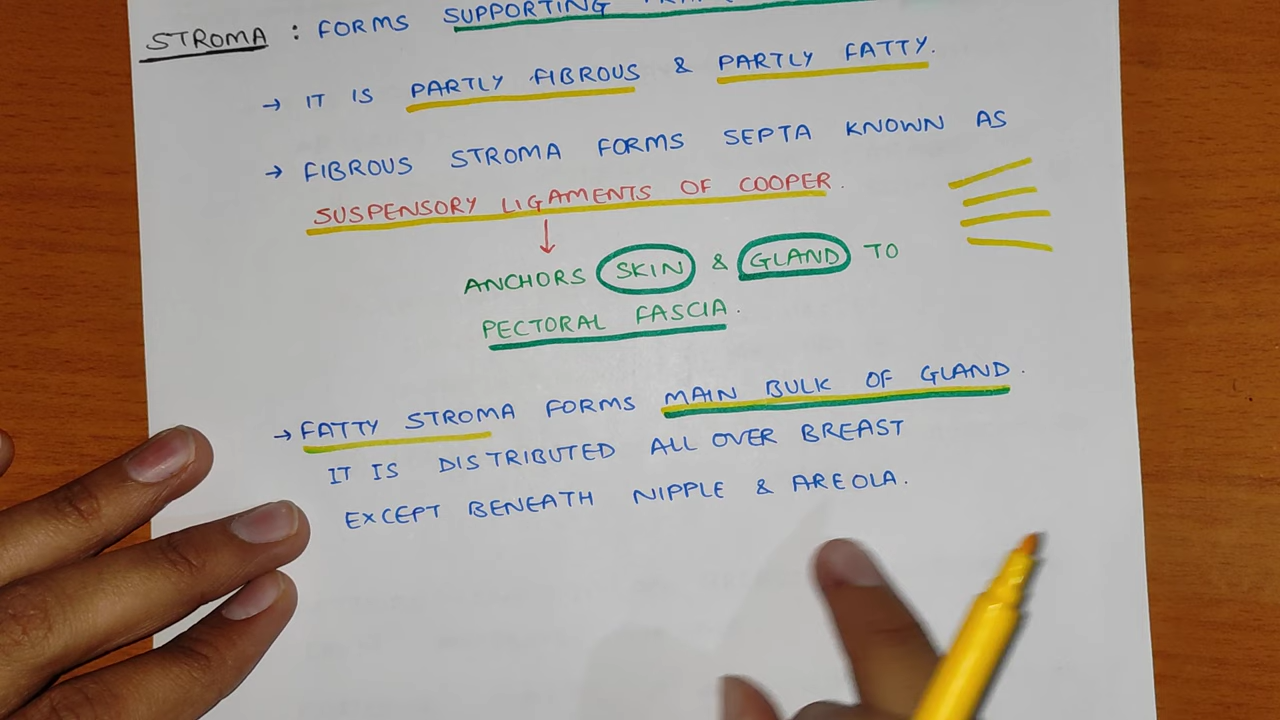 STROMA : FORMS SUPPORTING
→ IT IS PARTLY FIBROUS & PARTLY FATTY.
→ FIBROUS STROMA FORMS SEPTA KNOWN AS
SUSPENSORY LIGAMENTS OF COOPER.
↓
ANCHORS SKIN & GLAND TO
PECTORAL FASCIA.
→ FATTY STROMA FORMS MAIN BULK OF GLAND.
IT IS DISTRIBUTED ALL OVER BREAST
EXCEPT BENEATH NIPPLE & AREOLA.